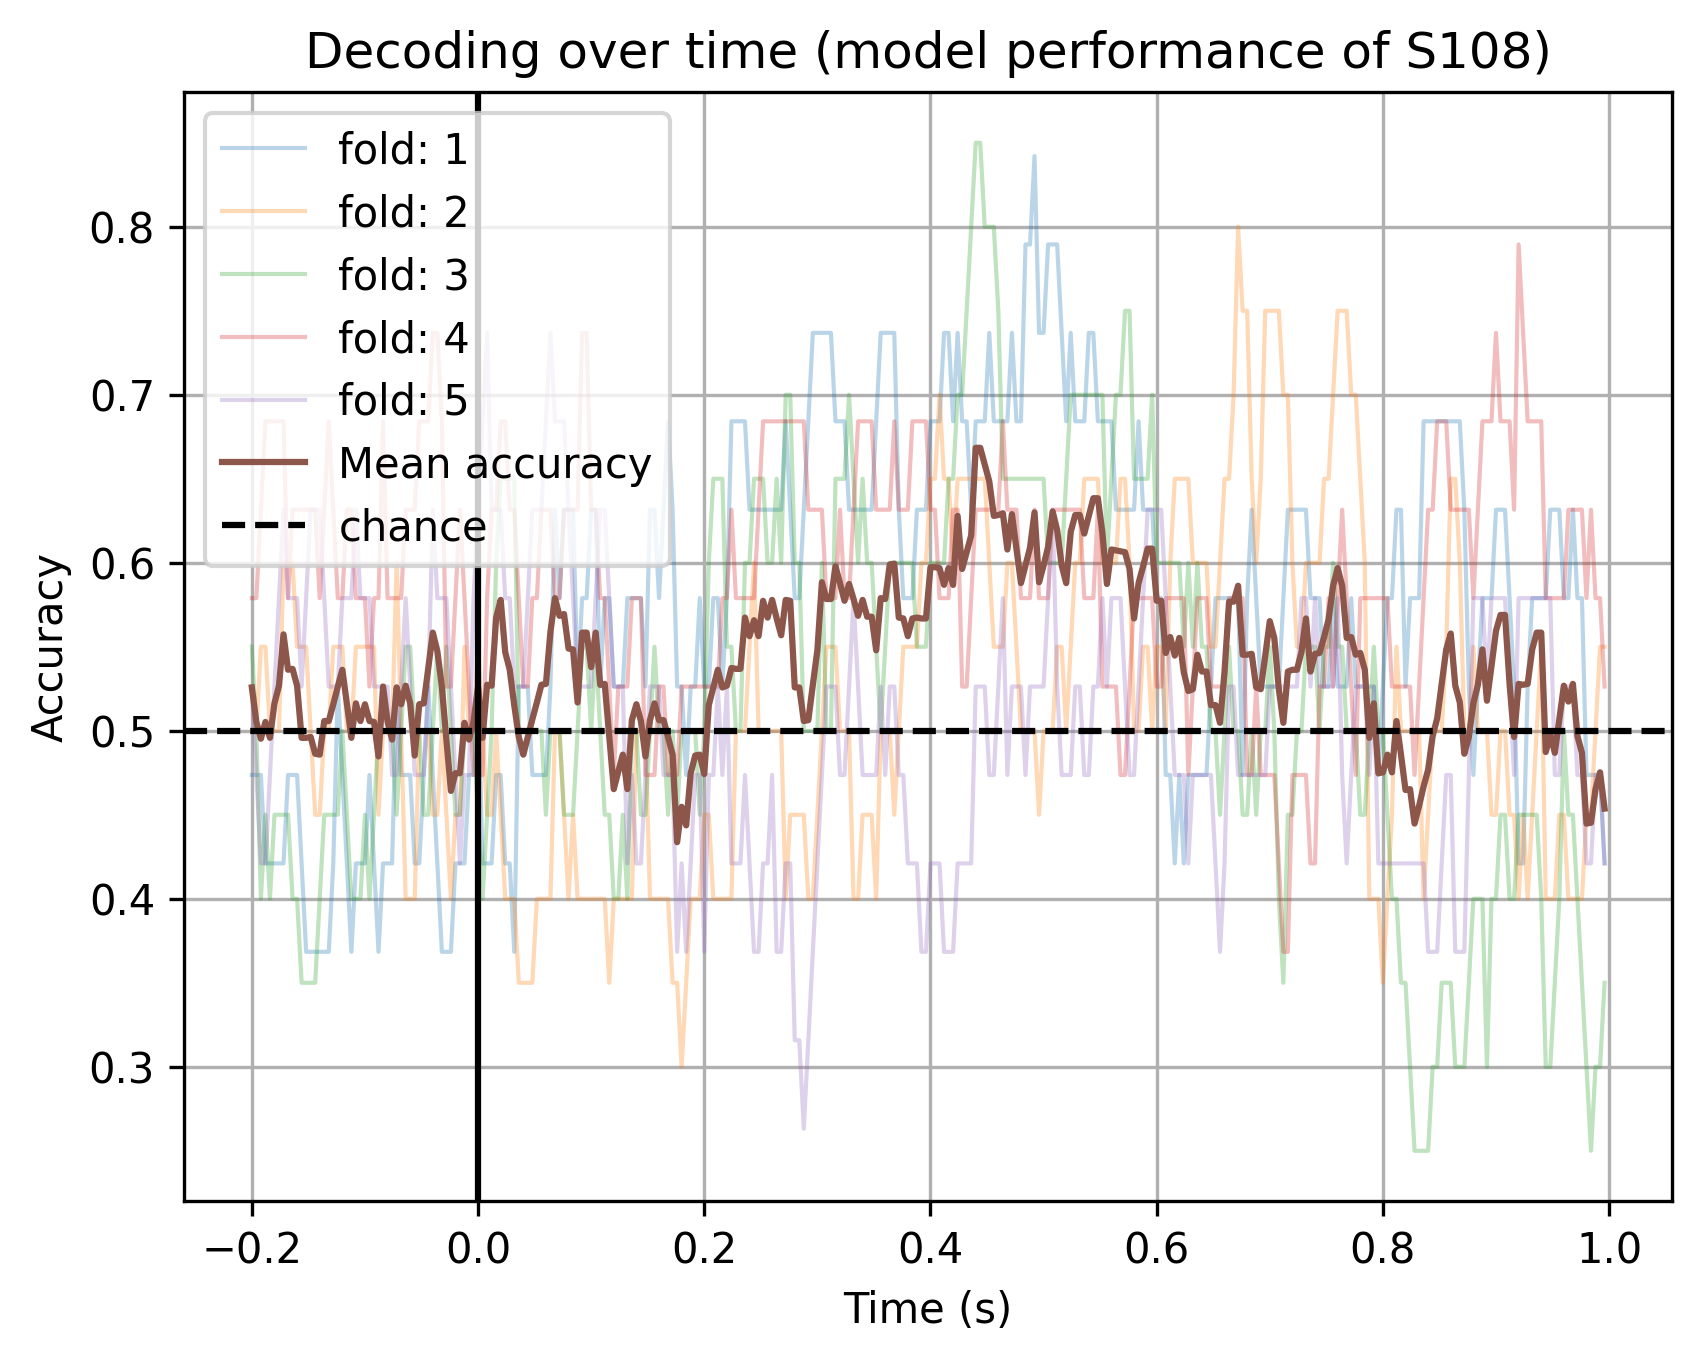 Decoding over time (model performance of S108)
fold: 1
fold: 2
fold: 3
fold: 4
fold: 5
Mean accuracy
chance
0.8
0.7
0.6
0.5
0.4
0.3
Accuracy
−0.2 0.0 0.2 0.4 0.6 0.8 1.0
Time (s)